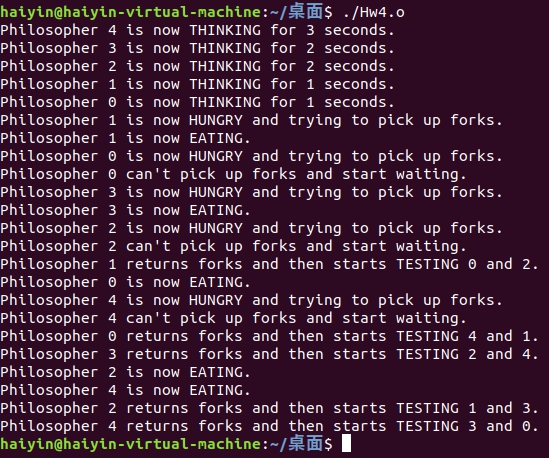 haiyin@haiyin-virtual-machine:~/桌面$ ./Hw4.o
Philosopher 4 is now THINKING for 3 seconds.
Philosopher 3 is now THINKING for 2 seconds.
Philosopher 2 is now THINKING for 2 seconds.
Philosopher 1 is now THINKING for 1 seconds.
Philosopher 0 is now THINKING for 1 seconds.
Philosopher 1 is now HUNGRY and trying to pick up forks.
Philosopher 1 is now EATING.
Philosopher 0 is now HUNGRY and trying to pick up forks.
Philosopher 0 can't pick up forks and start waiting.
Philosopher 3 is now HUNGRY and trying to pick up forks.
Philosopher 3 is now EATING.
Philosopher 2 is now HUNGRY and trying to pick up forks.
Philosopher 2 can't pick up forks and start waiting.
Philosopher 1 returns forks and then starts TESTING 0 and 2.
Philosopher 0 is now EATING.
Philosopher 4 is now HUNGRY and trying to pick up forks.
Philosopher 4 can't pick up forks and start waiting.
Philosopher 0 returns forks and then starts TESTING 4 and 1.
Philosopher 3 returns forks and then starts TESTING 2 and 4.
Philosopher 2 is now EATING.
Philosopher 4 is now EATING.
Philosopher 2 returns forks and then starts TESTING 1 and 3.
Philosopher 4 returns forks and then starts TESTING 3 and 0.
haiyin@haiyin-virtual-machine:~/桌面$